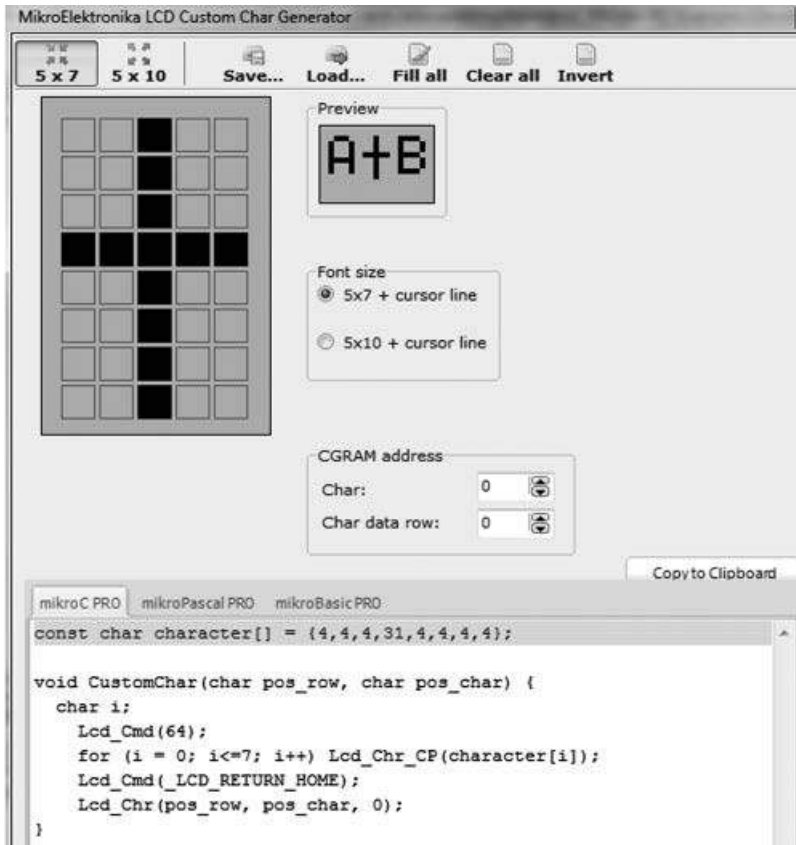 MikroElektronika LCD Custom Char Generator
5 x 7 5 x 10 Save... Load... Fill all Clear all Invert
Preview
A+B
Font size
5x7 + cursor line
5x10 + cursor line
CGRAM address
Char: 0
Char data row: 0
Copy to Clipboard
mikroC PRO mikroPascal PRO mikroBasic PRO
const char character[] = {4,4,4,31,4,4,4,4};
void CustomChar(char pos_row, char pos_char) {
char i;
Lcd_Cmd(64);
for (i = 0; i<=7; i++) Lcd_Chr_CP(character[i]);
Lcd_Cmd(_LCD_RETURN_HOME);
Lcd_Chr(pos_row, pos_char, 0);
}